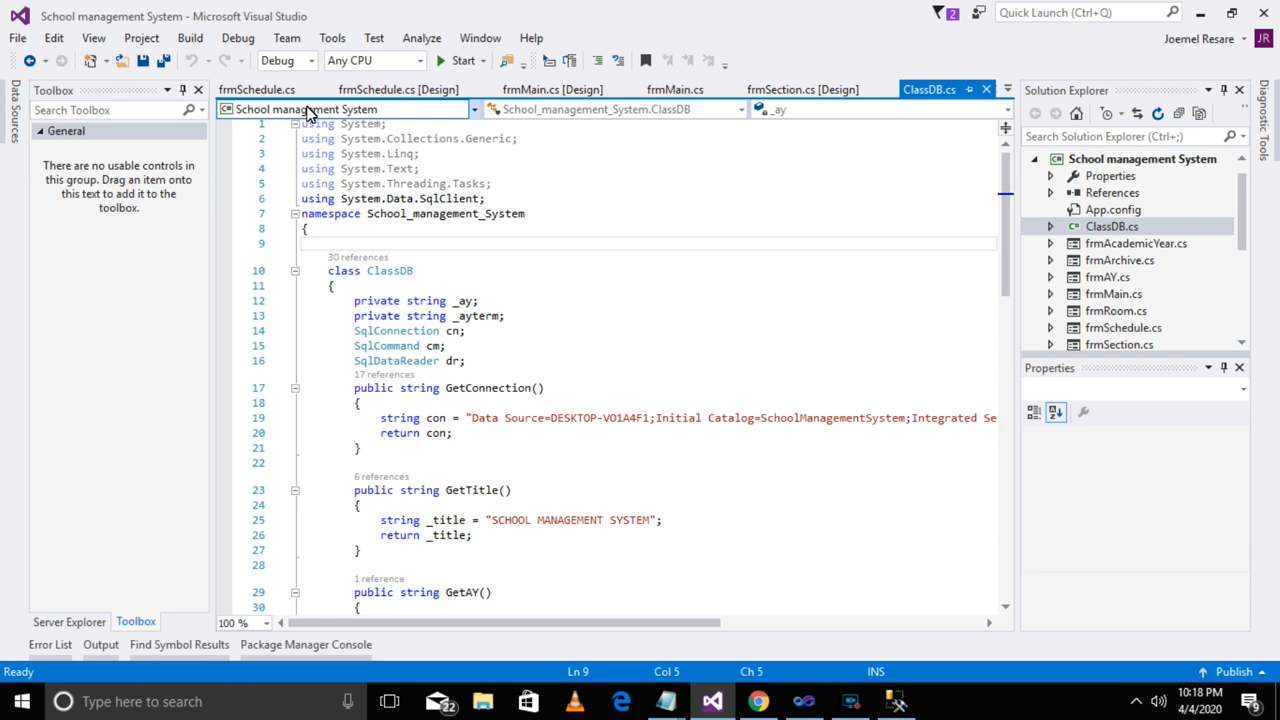 School management System - Microsoft Visual Studio
2
Quick Launch (Ctrl+Q)
File Edit View Project Build Debug Team Tools Test Analyze Window Help
Joemel Resare JR
Debug Any CPU Start
Toolbox
Search Toolbox
General
There are no usable controls in
this group. Drag an item onto
this text to add it to the
toolbox.
Data Sources
Server Explorer Toolbox
frmSchedule.cs frmSchedule.cs [Design] frmMain.cs [Design] frmMain.cs frmSection.cs [Design] ClassDB.cs
School management System School_management_System.ClassDB _ay
1 using System;
2 using System.Collections.Generic;
3 using System.Linq;
4 using System.Text;
5 using System.Threading.Tasks;
6 using System.Data.SqlClient;
7 namespace School_management_System
8 {
9
30 references
10 class ClassDB
11 {
12 private string _ay;
13 private string _ayterm;
14 SqlConnection cn;
15 SqlCommand cm;
16 SqlDataReader dr;
17 references
17 public string GetConnection()
18 {
19 string con = "Data Source=DESKTOP-VO1A4F1;Initial Catalog=SchoolManagementSystem;Integrated Se
20 return con;
21 }
22
6 references
23 public string GetTitle()
24 {
25 string _title = "SCHOOL MANAGEMENT SYSTEM";
26 return _title;
27 }
28
1 reference
29 public string GetAY()
30 {
100 %
Solution Explorer
Search Solution Explorer (Ctrl+;)
School management System
Properties
References
App.config
ClassDB.cs
frmAcademicYear.cs
frmArchive.cs
frmAY.cs
frmMain.cs
frmRoom.cs
frmSchedule.cs
frmSection.cs
Properties
Diagnostic Tools
Error List Output Find Symbol Results Package Manager Console
Ready Ln 9 Col 5 Ch 5 INS Publish
Type here to search
22
10:18 PM
4/4/2020
9